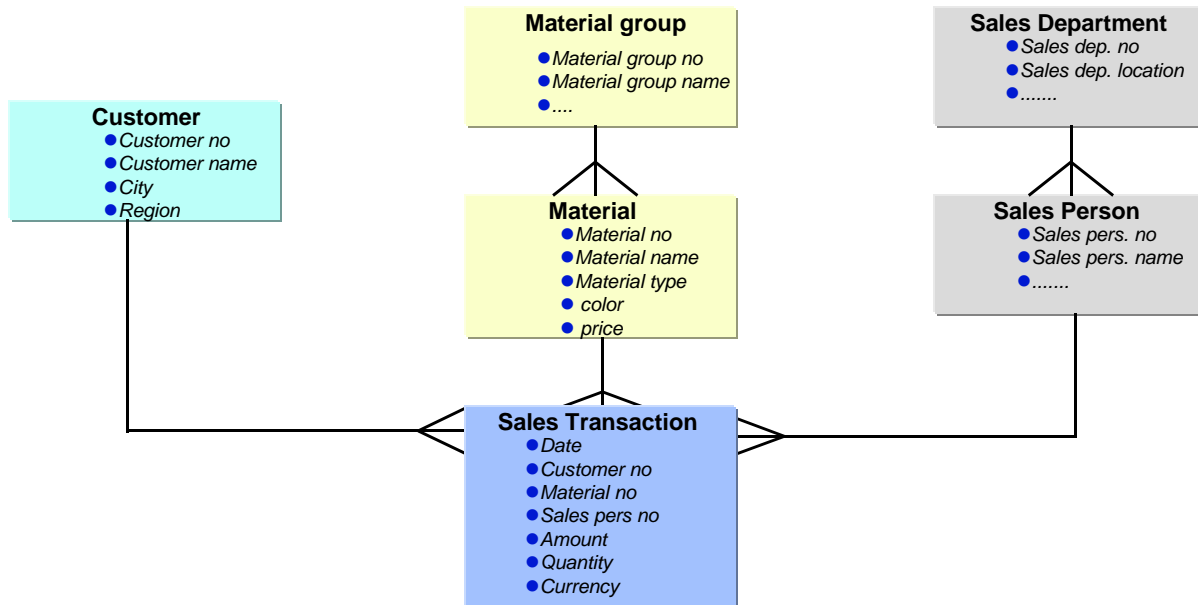 Material group
Material group no
Material group name
....
Sales Department
Sales dep. no
Sales dep. location
.......
Customer
Customer no
Customer name
City
Region
Material
Material no
Material name
Material type
color
price
Sales Person
Sales pers. no
Sales pers. name
.......
Sales Transaction
Date
Customer no
Material no
Sales pers no
Amount
Quantity
Currency